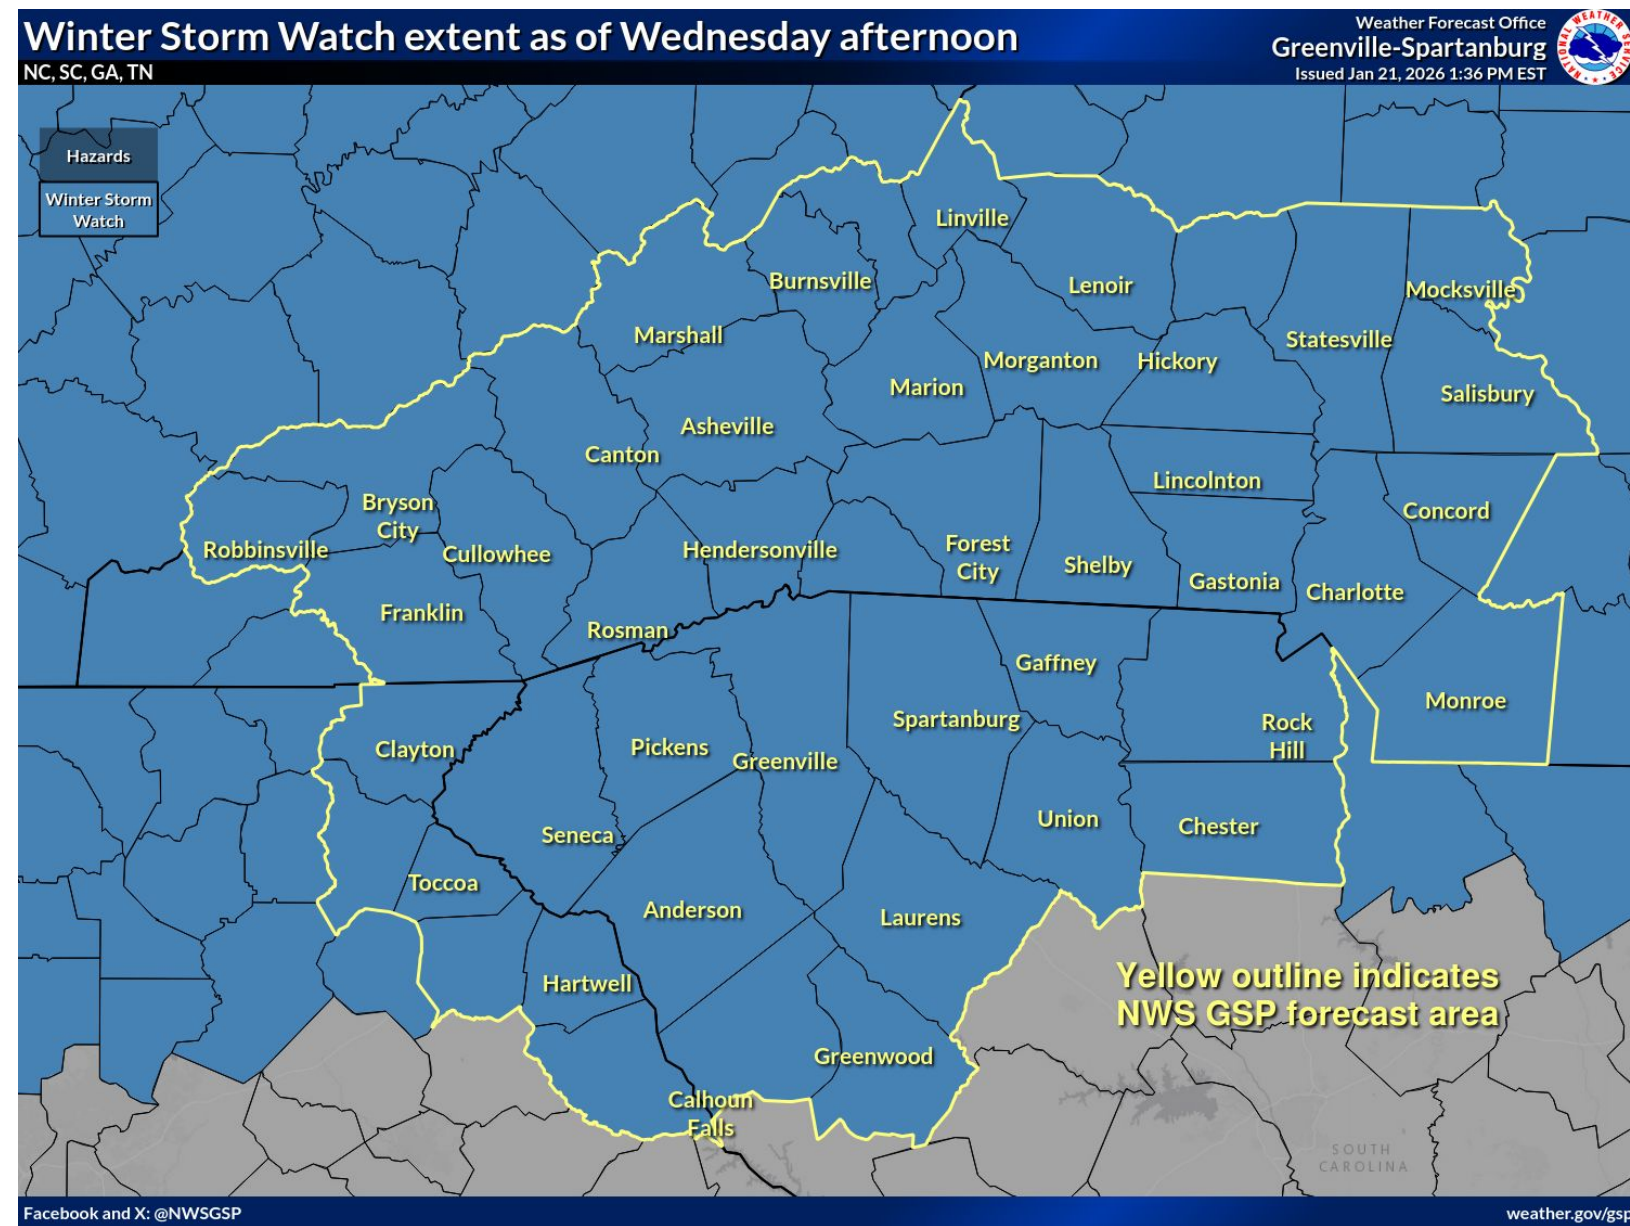 Winter Storm Watch extent as of Wednesday afternoon
NC, SC, GA, TN
Weather Forecast Office
Greenville-Spartanburg
Issued Jan 21, 2026 1:36 PM EST
NATIONAL WEATHER SERVICE
Hazards
Winter Storm
Watch
Linville
Burnsville
Lenoir
Mocksville
Marshall
Statesville
Morganton
Hickory
Marion
Salisbury
Asheville
Canton
Lincolnton
Bryson
City
Concord
Robbinsville
Cullowhee
Hendersonville
Forest
City
Shelby
Gastonia
Charlotte
Franklin
Rosman
Gaffney
Monroe
Spartanburg
Rock
Hill
Clayton
Pickens
Greenville
Union
Chester
Seneca
Toccoa
Anderson
Laurens
Hartwell
Yellow outline indicates
NWS GSP forecast area
Greenwood
Calhoun
Falls
SOUTH
CAROLINA
Facebook and X: @NWSGSP
weather.gov/gsp